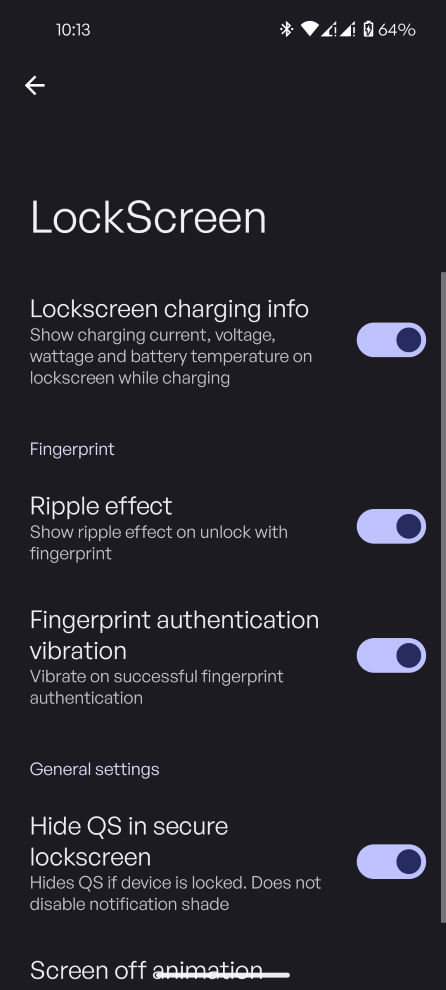 10:13
64%
LockScreen
Lockscreen charging info
Show charging current, voltage,
wattage and battery temperature on
lockscreen while charging
Fingerprint
Ripple effect
Show ripple effect on unlock with
fingerprint
Fingerprint authentication
vibration
Vibrate on successful fingerprint
authentication
General settings
Hide QS in secure
lockscreen
Hides QS if device is locked. Does not
disable notification shade
Screen off animation